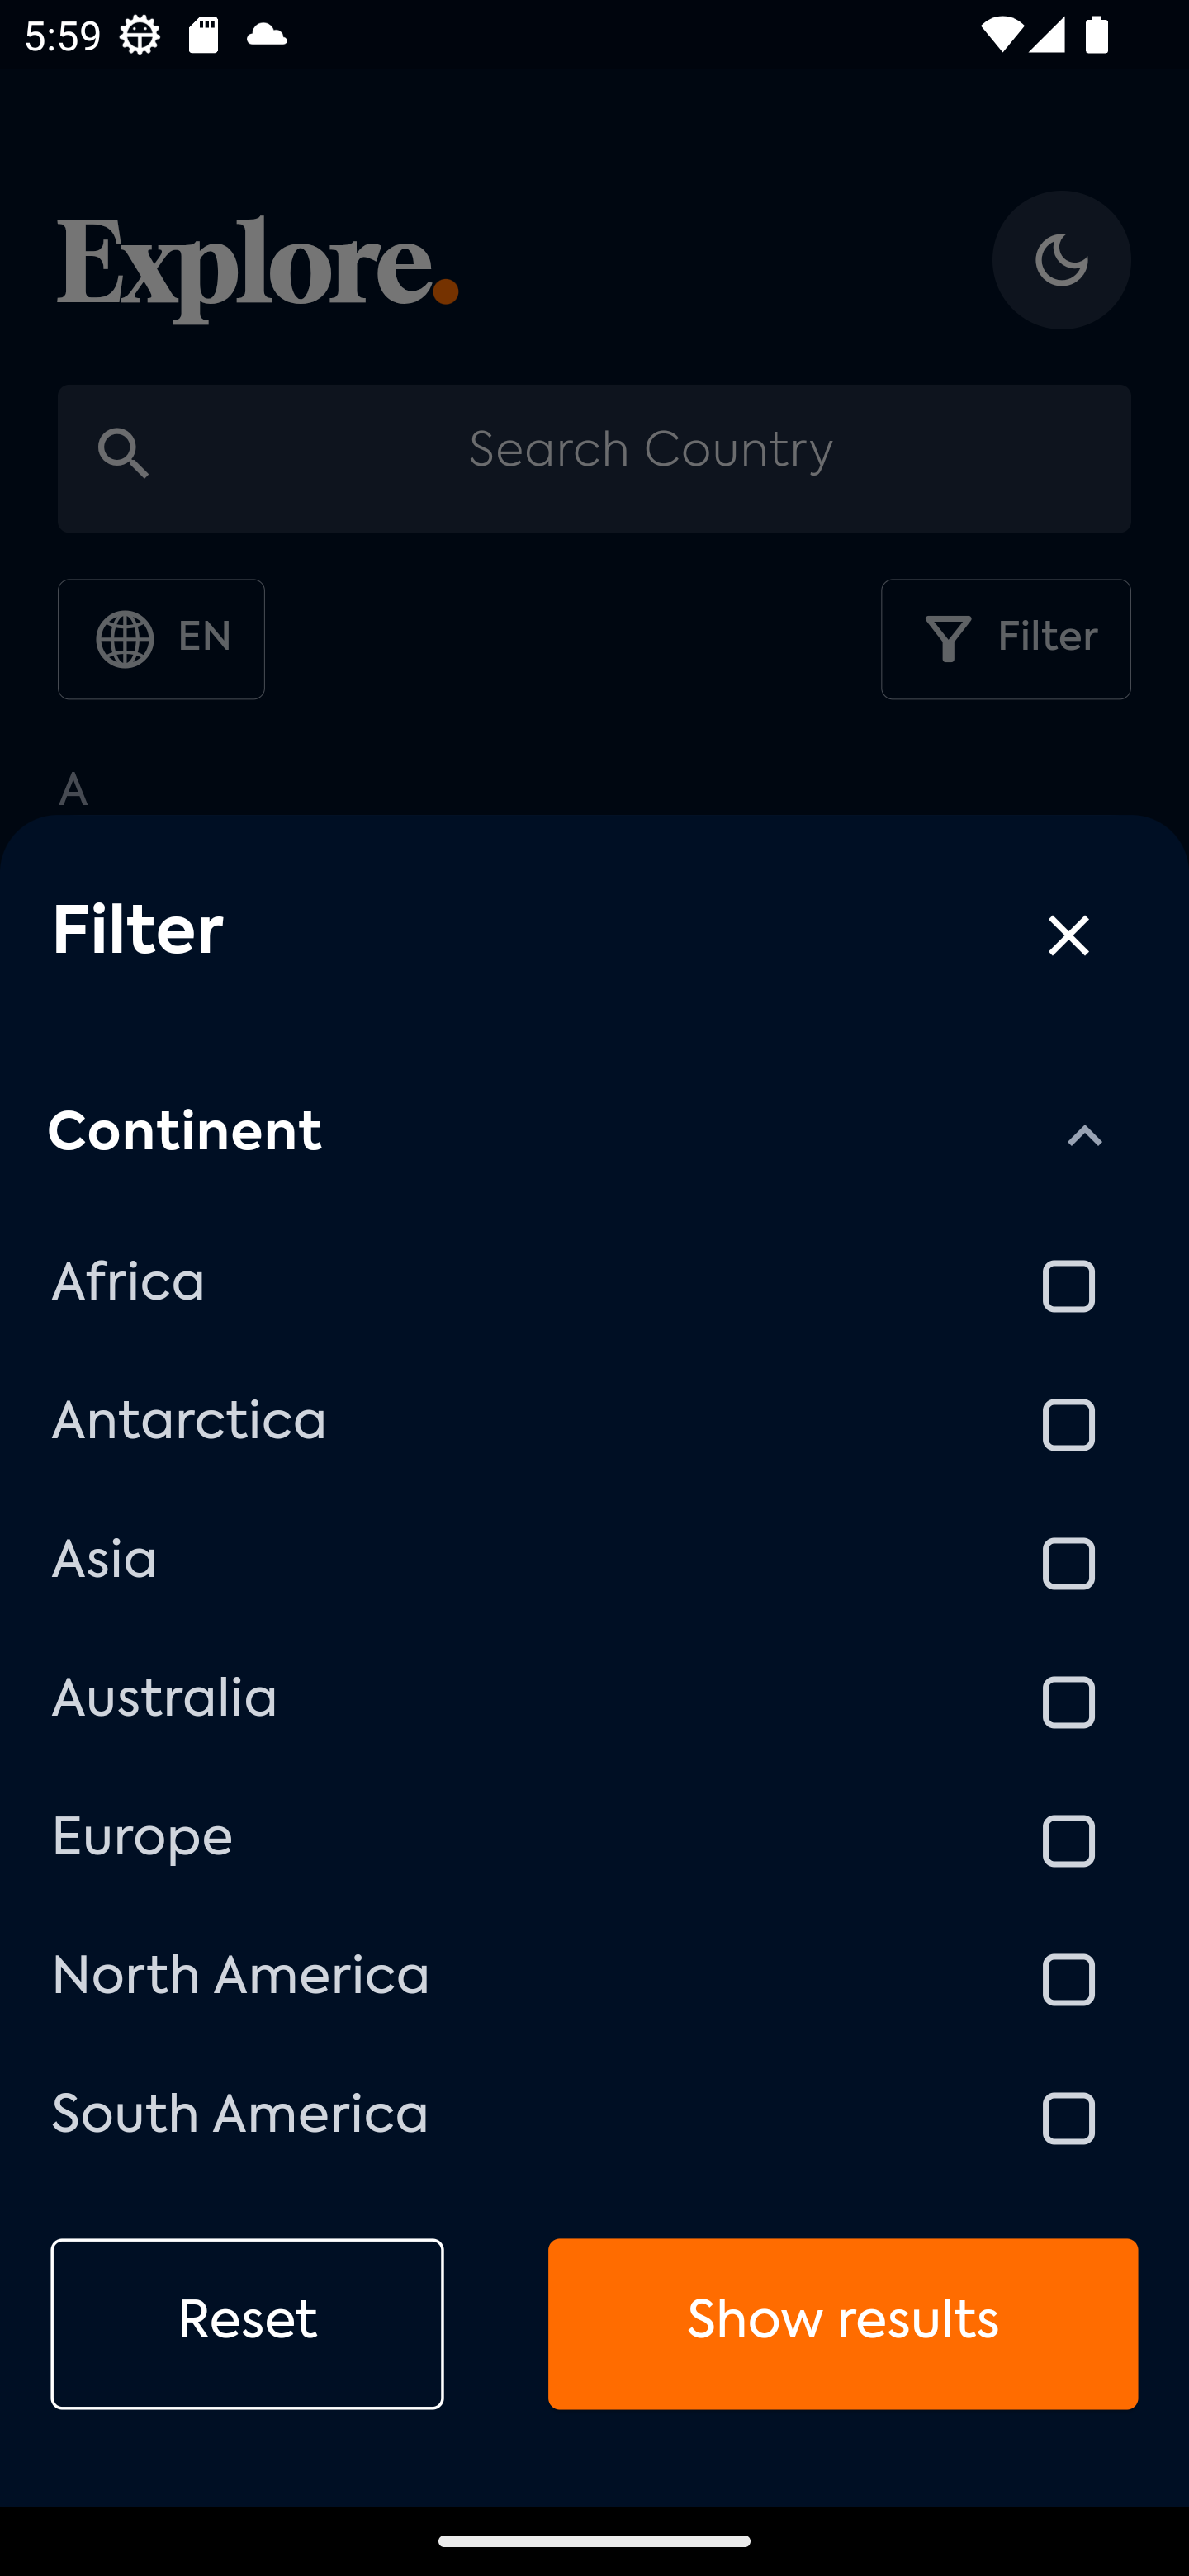 5:59
Explore.
Search Country
EN
Filter
A
Filter
Continent
Africa
Antarctica
Asia
Australia
Europe
North America
South America
Reset
Show results